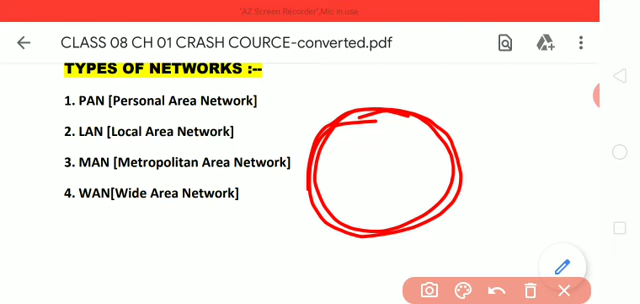 "AZ Screen Recorder",Mic in use
CLASS 08 CH 01 CRASH COURCE-converted.pdf
TYPES OF NETWORKS :--
1. PAN [Personal Area Network]
2. LAN [Local Area Network]
3. MAN [Metropolitan Area Network]
4. WAN[Wide Area Network]